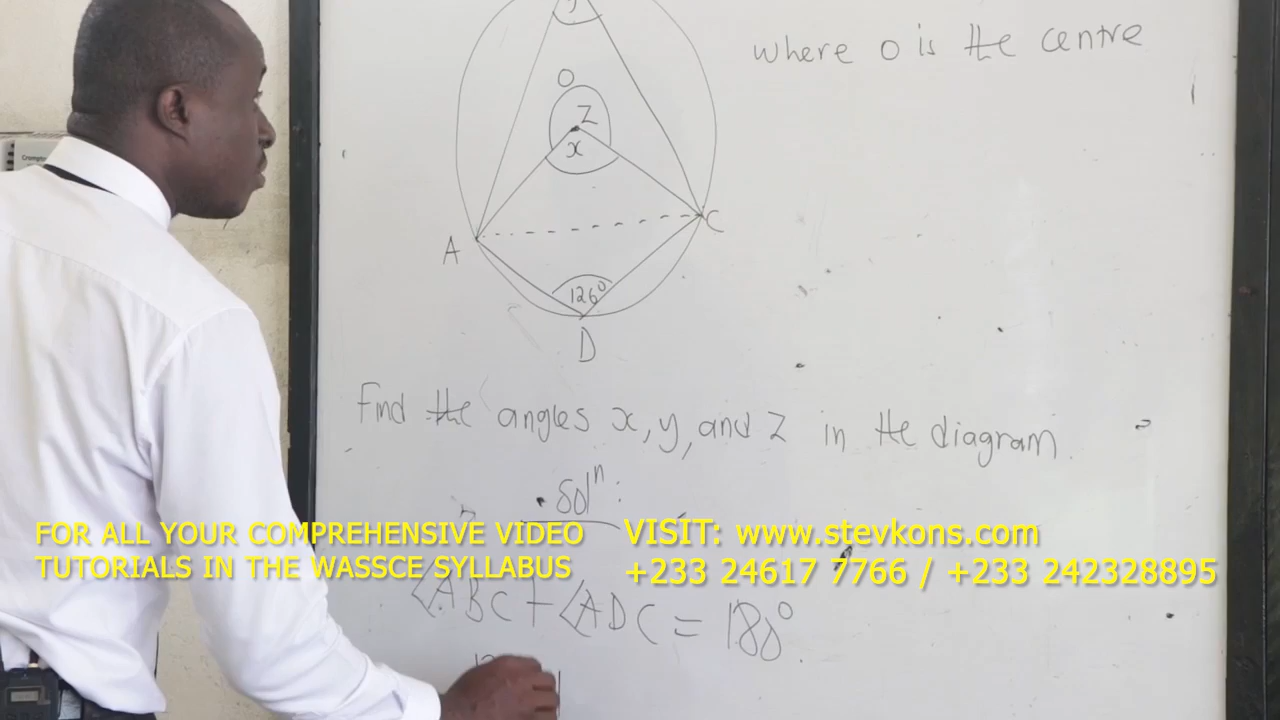 where O is the centre
y
O
Z
x
A
C
126°
D
Find the angles x, y, and Z in the diagram.
Solⁿ:
FOR ALL YOUR COMPREHENSIVE VIDEO
TUTORIALS IN THE WASSCE SYLLABUS
VISIT: www.stevkons.com
+233 24617 7766 / +233 242328895
<ABC + <ADC = 180°